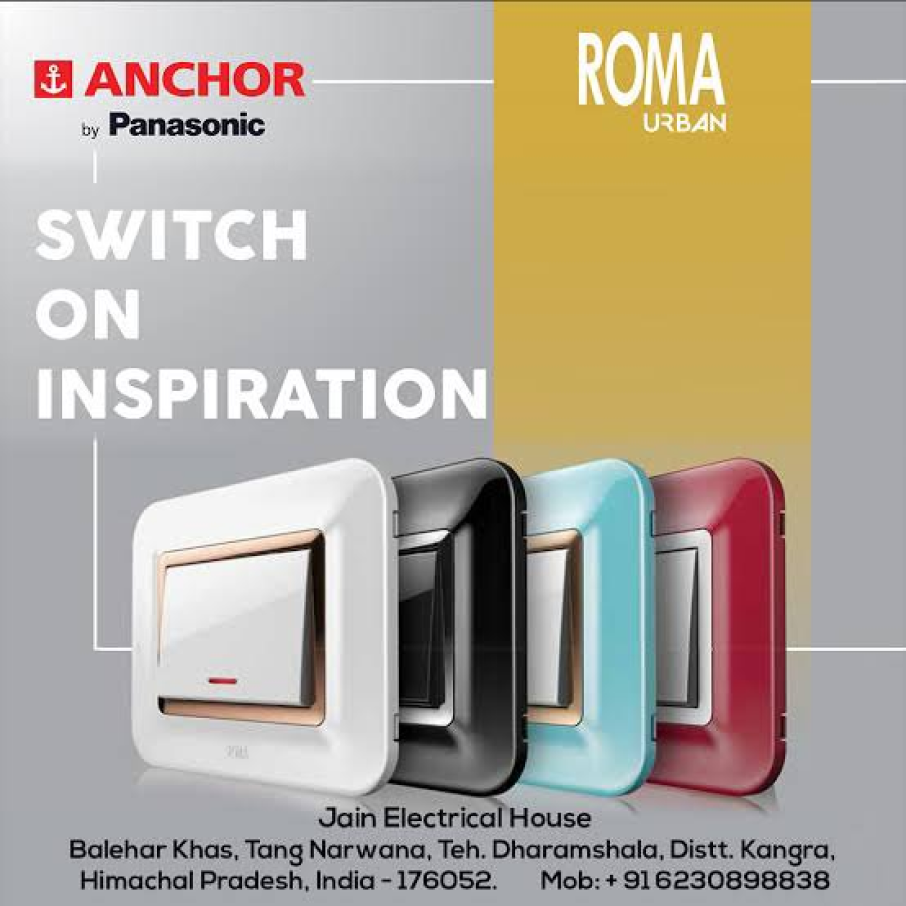 ANCHOR
by Panasonic
ROMA
URBAN
SWITCH
ON
INSPIRATION
Jain Electrical House
Balehar Khas, Tang Narwana, Teh. Dharamshala, Distt. Kangra,
Himachal Pradesh, India - 176052. Mob: + 91 6230898838